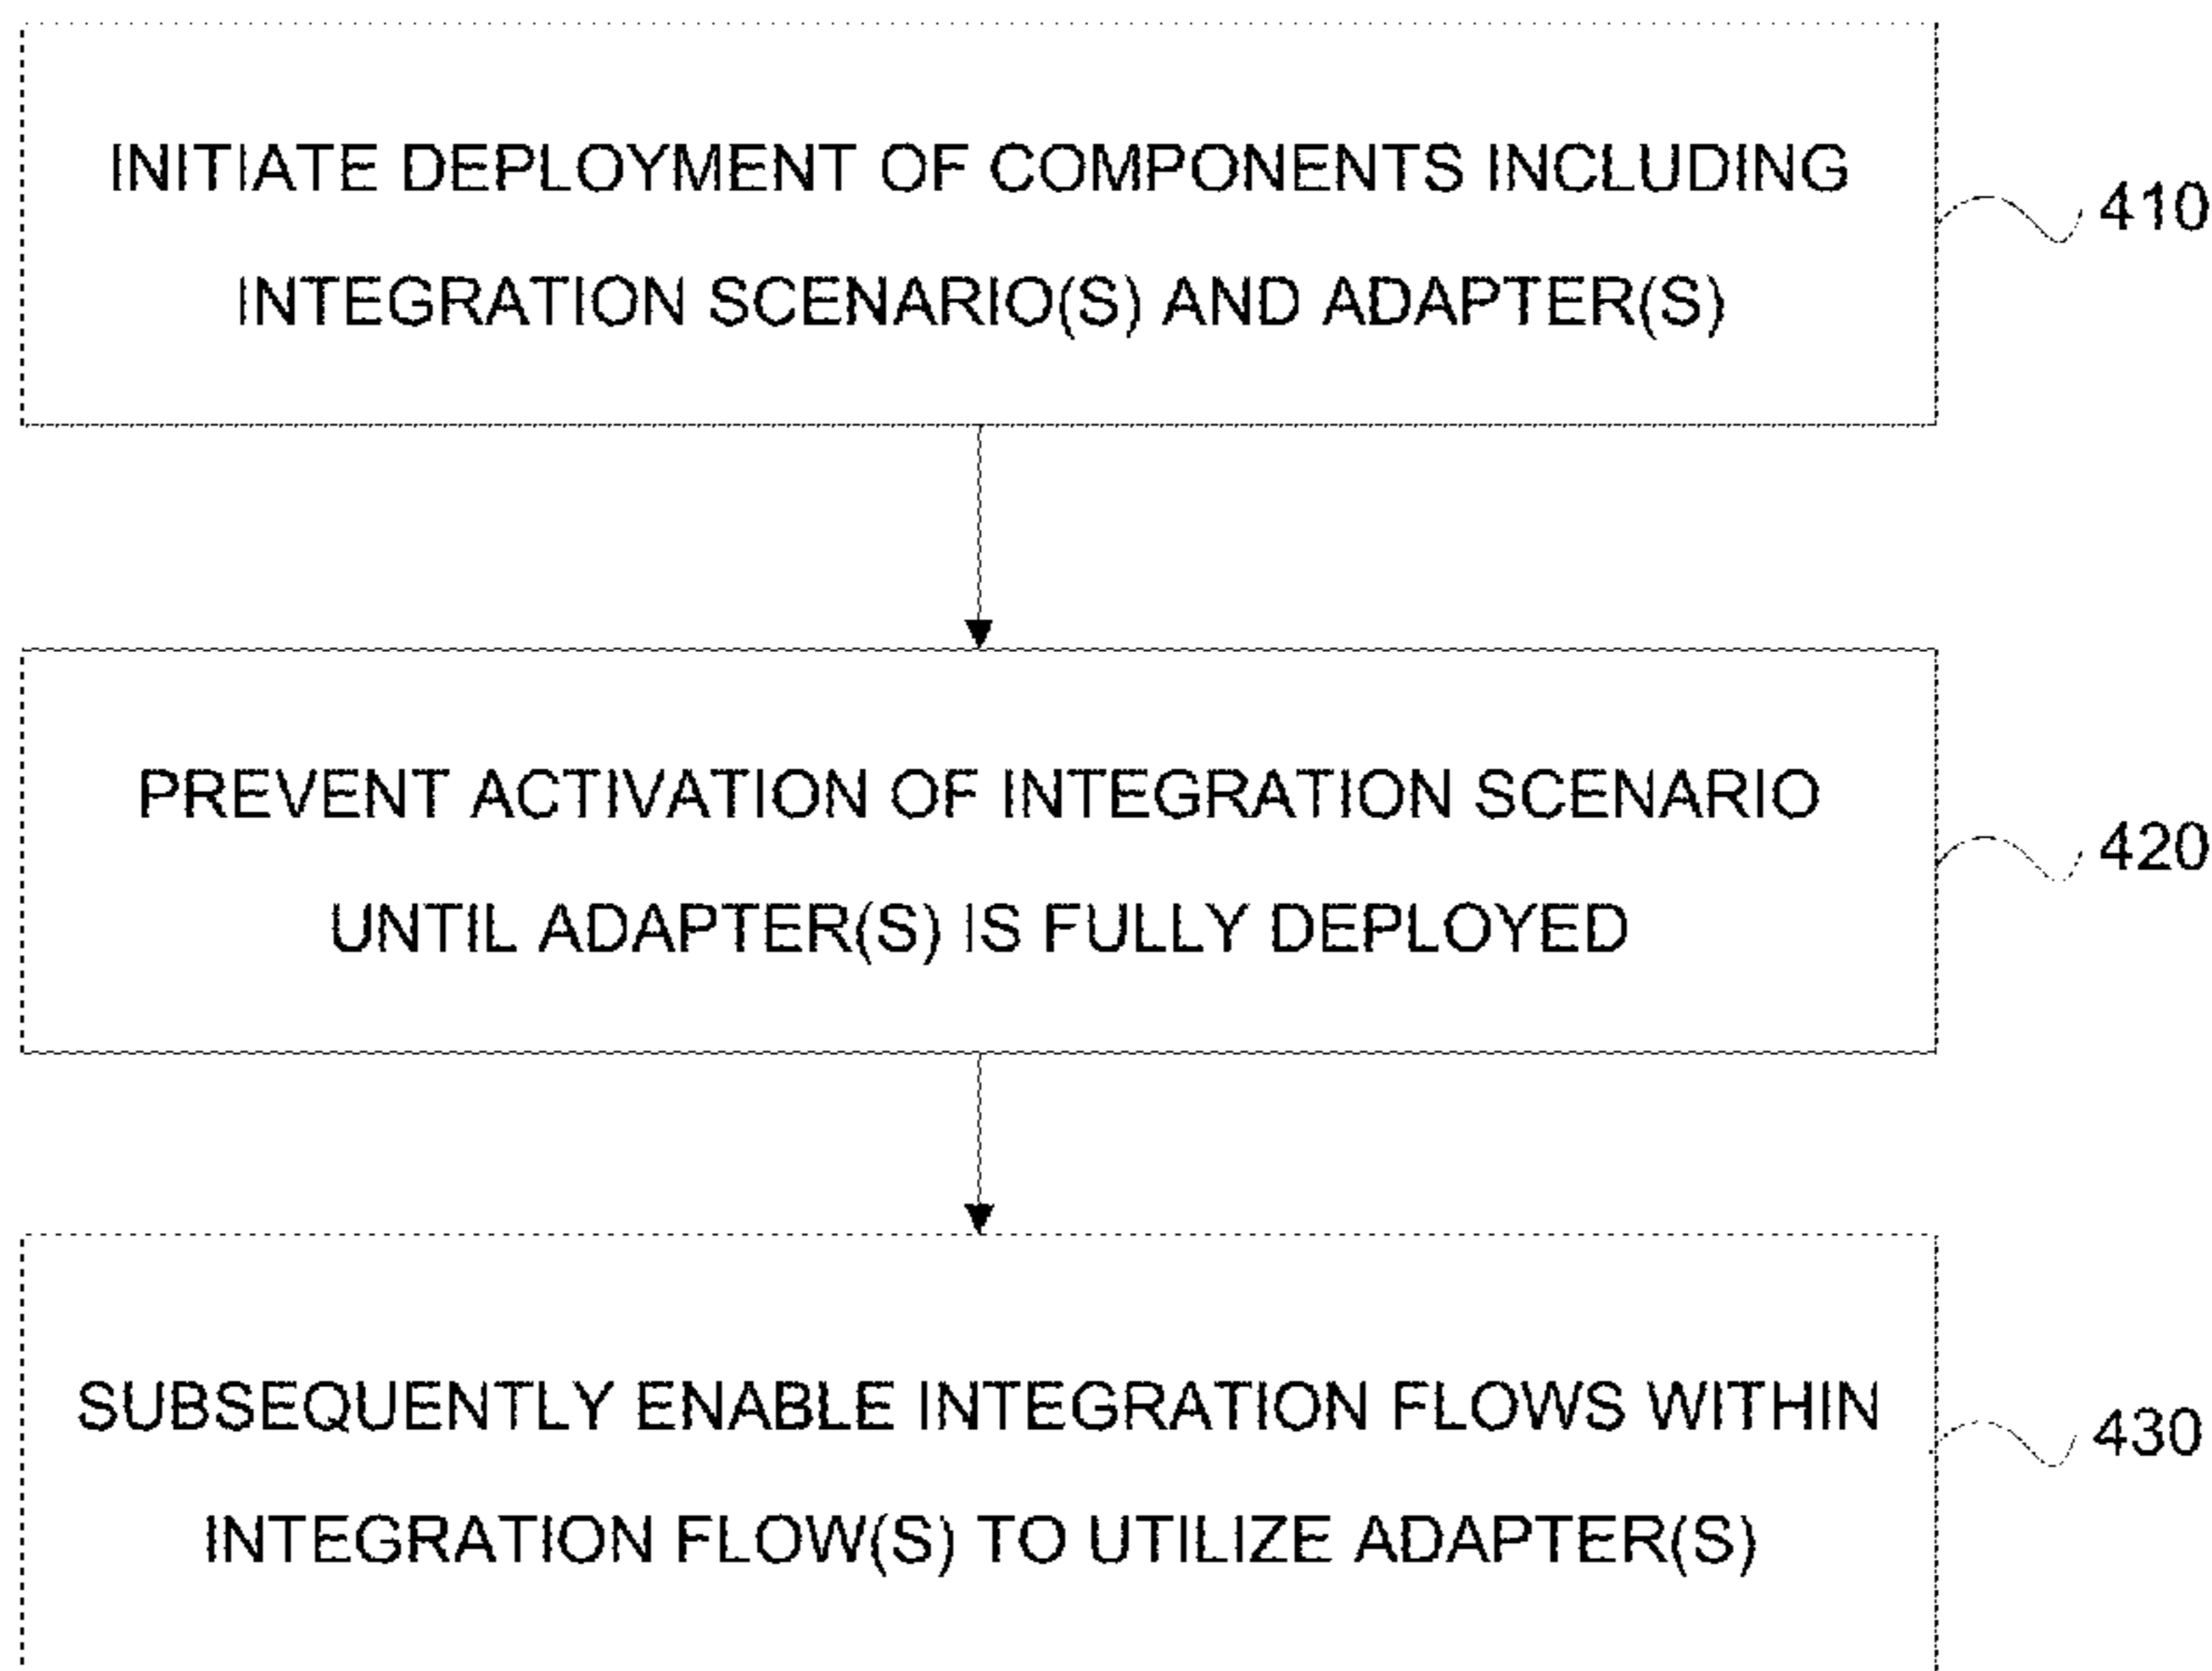 INITIATE DEPLOYMENT OF COMPONENTS INCLUDING
INTEGRATION SCENARIO(S) AND ADAPTER(S)
410
PREVENT ACTIVATION OF INTEGRATION SCENARIO
UNTIL ADAPTER(S) IS FULLY DEPLOYED
420
SUBSEQUENTLY ENABLE INTEGRATION FLOWS WITHIN
INTEGRATION FLOW(S) TO UTILIZE ADAPTER(S)
430